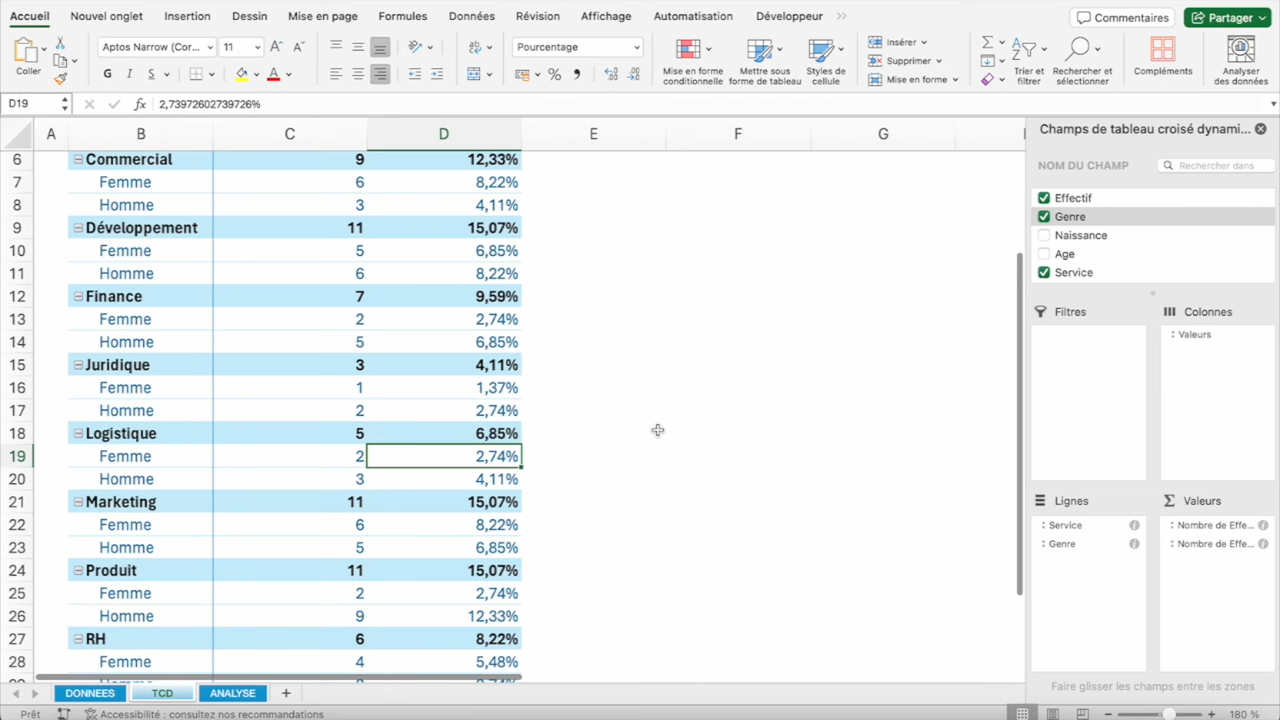 Accueil Nouvel onglet Insertion Dessin Mise en page Formules Données Révision Affichage Automatisation Développeur >> Commentaires Partager
Coller
Aptos Narrow (Cor... 11 A^ A˅
G I S A
Pourcentage
% ,
Mise en forme conditionnelle
Mettre sous forme de tableau
Styles de cellule
Insérer
Supprimer
Mise en forme
Trier et filtrer
Rechercher et sélectionner
Compléments
Analyser des données
D19 fx 2,73972602739726%
A B C D E F G
6 Commercial 9 12,33%
7 Femme 6 8,22%
8 Homme 3 4,11%
9 Développement 11 15,07%
10 Femme 5 6,85%
11 Homme 6 8,22%
12 Finance 7 9,59%
13 Femme 2 2,74%
14 Homme 5 6,85%
15 Juridique 3 4,11%
16 Femme 1 1,37%
17 Homme 2 2,74%
18 Logistique 5 6,85%
19 Femme 2 2,74%
20 Homme 3 4,11%
21 Marketing 11 15,07%
22 Femme 6 8,22%
23 Homme 5 6,85%
24 Produit 11 15,07%
25 Femme 2 2,74%
26 Homme 9 12,33%
27 RH 6 8,22%
28 Femme 4 5,48%
Champs de tableau croisé dynami...
NOM DU CHAMP Rechercher dans
Effectif
Genre
Naissance
Age
Service
Filtres Colonnes
Valeurs
Lignes Σ Valeurs
Service Nombre de Effe...
Genre Nombre de Effe...
Faire glisser les champs entre les zones
DONNEES TCD ANALYSE +
Prêt Accessibilité : consultez nos recommandations – + 180 %